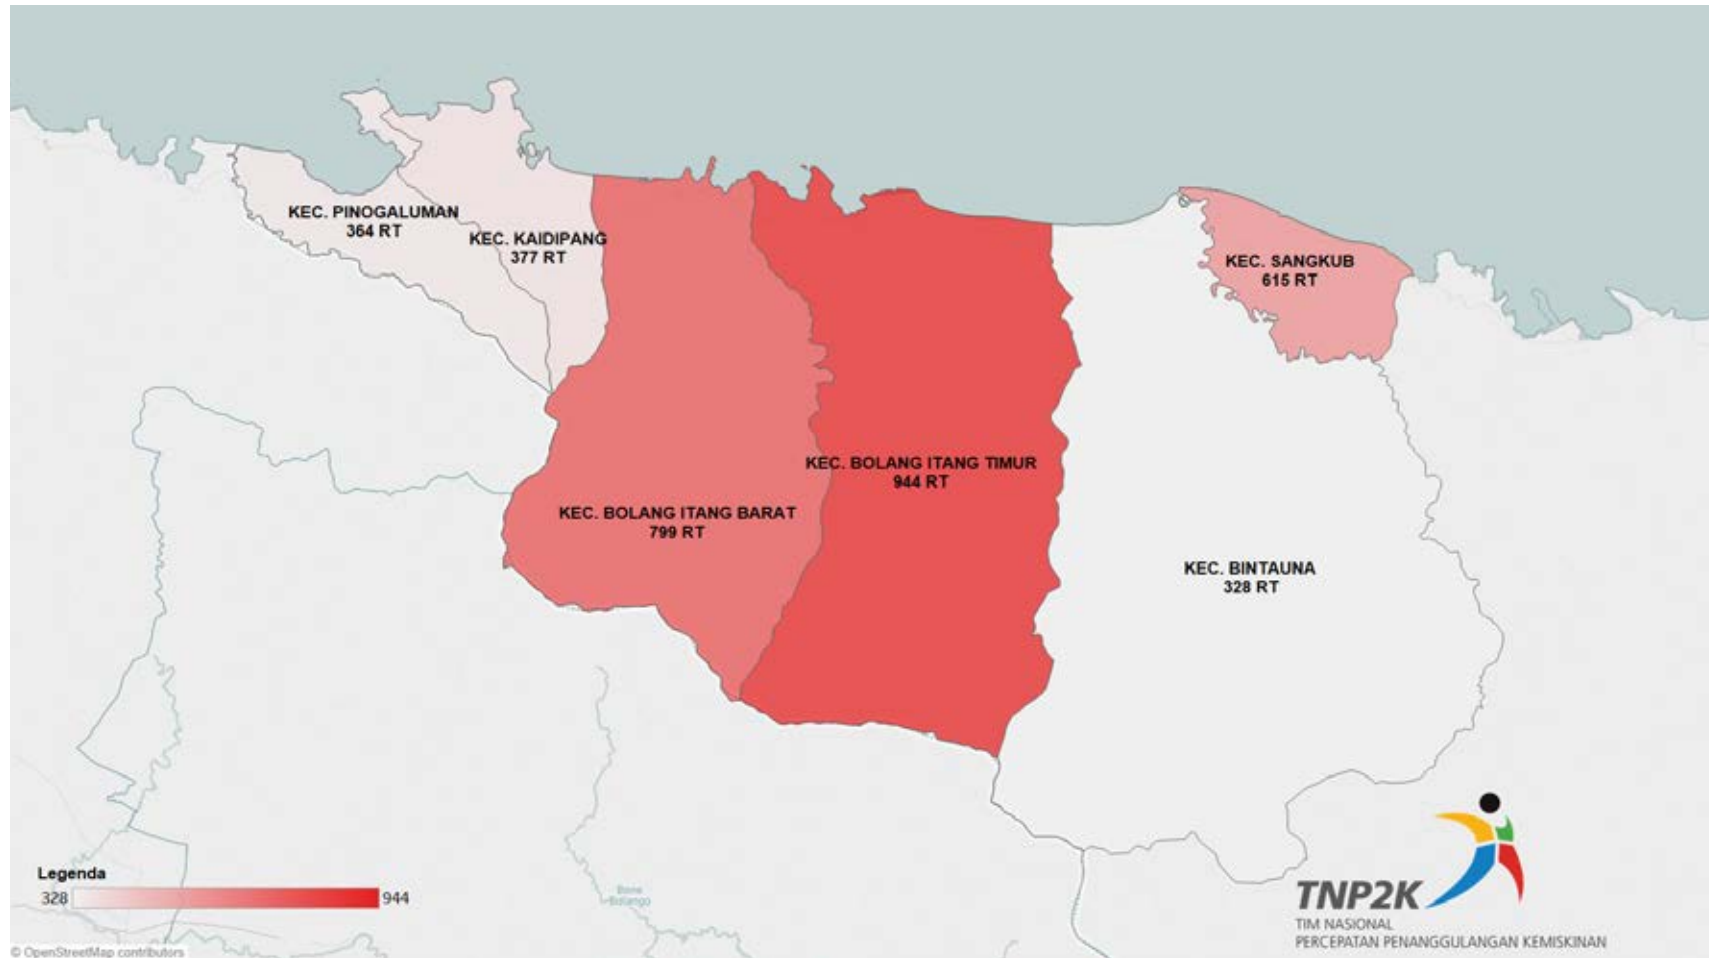 KEC. PINOGALUMAN
364 RT
KEC. KAIDIPANG
377 RT
KEC. SANGKUB
615 RT
KEC. BOLANG ITANG TIMUR
944 RT
KEC. BOLANG ITANG BARAT
799 RT
KEC. BINTAUNA
328 RT
Legenda
328
944
Bone
Bolango
TNP2K
TIM NASIONAL
PERCEPATAN PENANGGULANGAN KEMISKINAN
© OpenStreetMap contributors